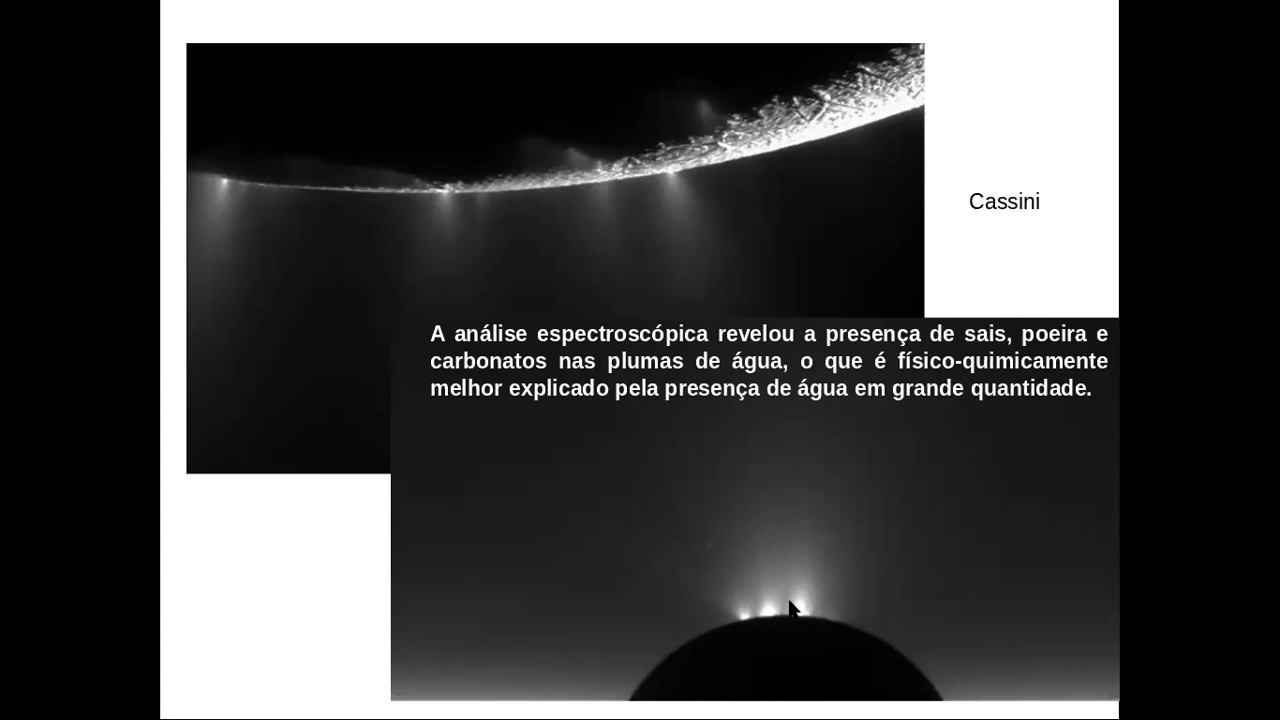 Cassini
A análise espectroscópica revelou a presença de sais, poeira e
carbonatos nas plumas de água, o que é físico-quimicamente
melhor explicado pela presença de água em grande quantidade.